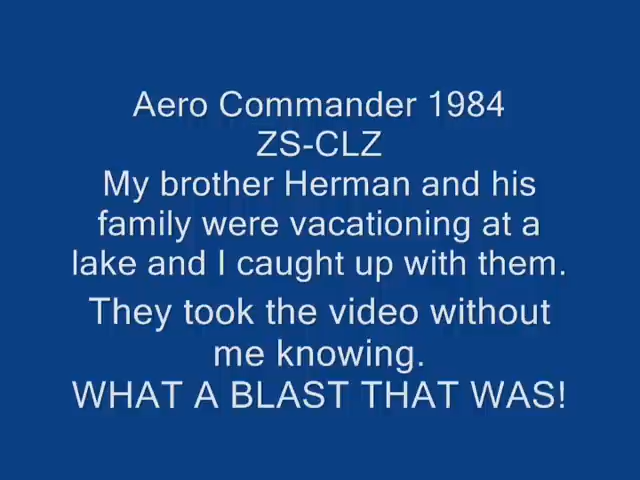 Aero Commander 1984
ZS-CLZ
My brother Herman and his
family were vacationing at a
lake and I caught up with them.
They took the video without
me knowing.
WHAT A BLAST THAT WAS!